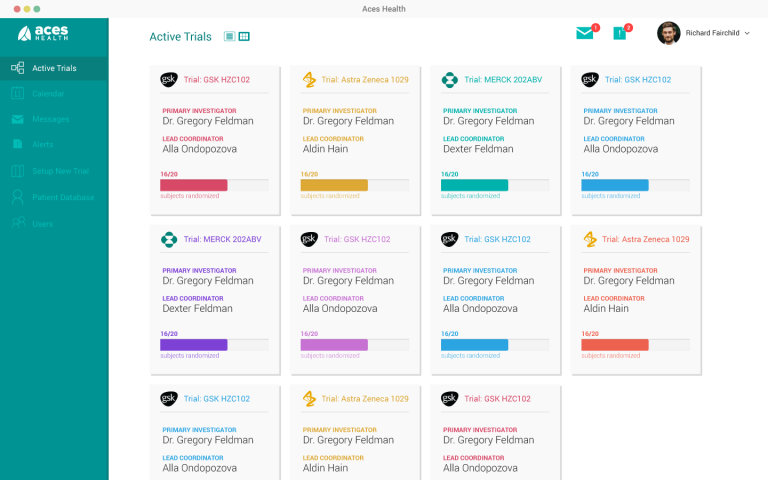 Aces Health
aces
HEALTH
Active Trials
1
2
Richard Fairchild
Active Trials
Calendar
Messages
Alerts
Setup New Trial
Patient Database
Users
gsk Trial: GSK HZC102
PRIMARY INVESTIGATOR
Dr. Gregory Feldman
LEAD COORDINATOR
Alla Ondopozova
16/20
subjects randomized
Trial: Astra Zeneca 1029
PRIMARY INVESTIGATOR
Dr. Gregory Feldman
LEAD COORDINATOR
Aldin Hain
16/20
subjects randomized
Trial: MERCK 202ABV
PRIMARY INVESTIGATOR
Dr. Gregory Feldman
LEAD COORDINATOR
Dexter Feldman
16/20
subjects randomized
gsk Trial: GSK HZC102
PRIMARY INVESTIGATOR
Dr. Gregory Feldman
LEAD COORDINATOR
Alla Ondopozova
16/20
subjects randomized
Trial: MERCK 202ABV
PRIMARY INVESTIGATOR
Dr. Gregory Feldman
LEAD COORDINATOR
Dexter Feldman
16/20
subjects randomized
gsk Trial: GSK HZC102
PRIMARY INVESTIGATOR
Dr. Gregory Feldman
LEAD COORDINATOR
Alla Ondopozova
16/20
subjects randomized
gsk Trial: GSK HZC102
PRIMARY INVESTIGATOR
Dr. Gregory Feldman
LEAD COORDINATOR
Alla Ondopozova
16/20
subjects randomized
Trial: Astra Zeneca 1029
PRIMARY INVESTIGATOR
Dr. Gregory Feldman
LEAD COORDINATOR
Aldin Hain
16/20
subjects randomized
gsk Trial: GSK HZC102
PRIMARY INVESTIGATOR
Dr. Gregory Feldman
LEAD COORDINATOR
Alla Ondopozova
Trial: Astra Zeneca 1029
PRIMARY INVESTIGATOR
Dr. Gregory Feldman
LEAD COORDINATOR
Aldin Hain
gsk Trial: GSK HZC102
PRIMARY INVESTIGATOR
Dr. Gregory Feldman
LEAD COORDINATOR
Alla Ondopozova